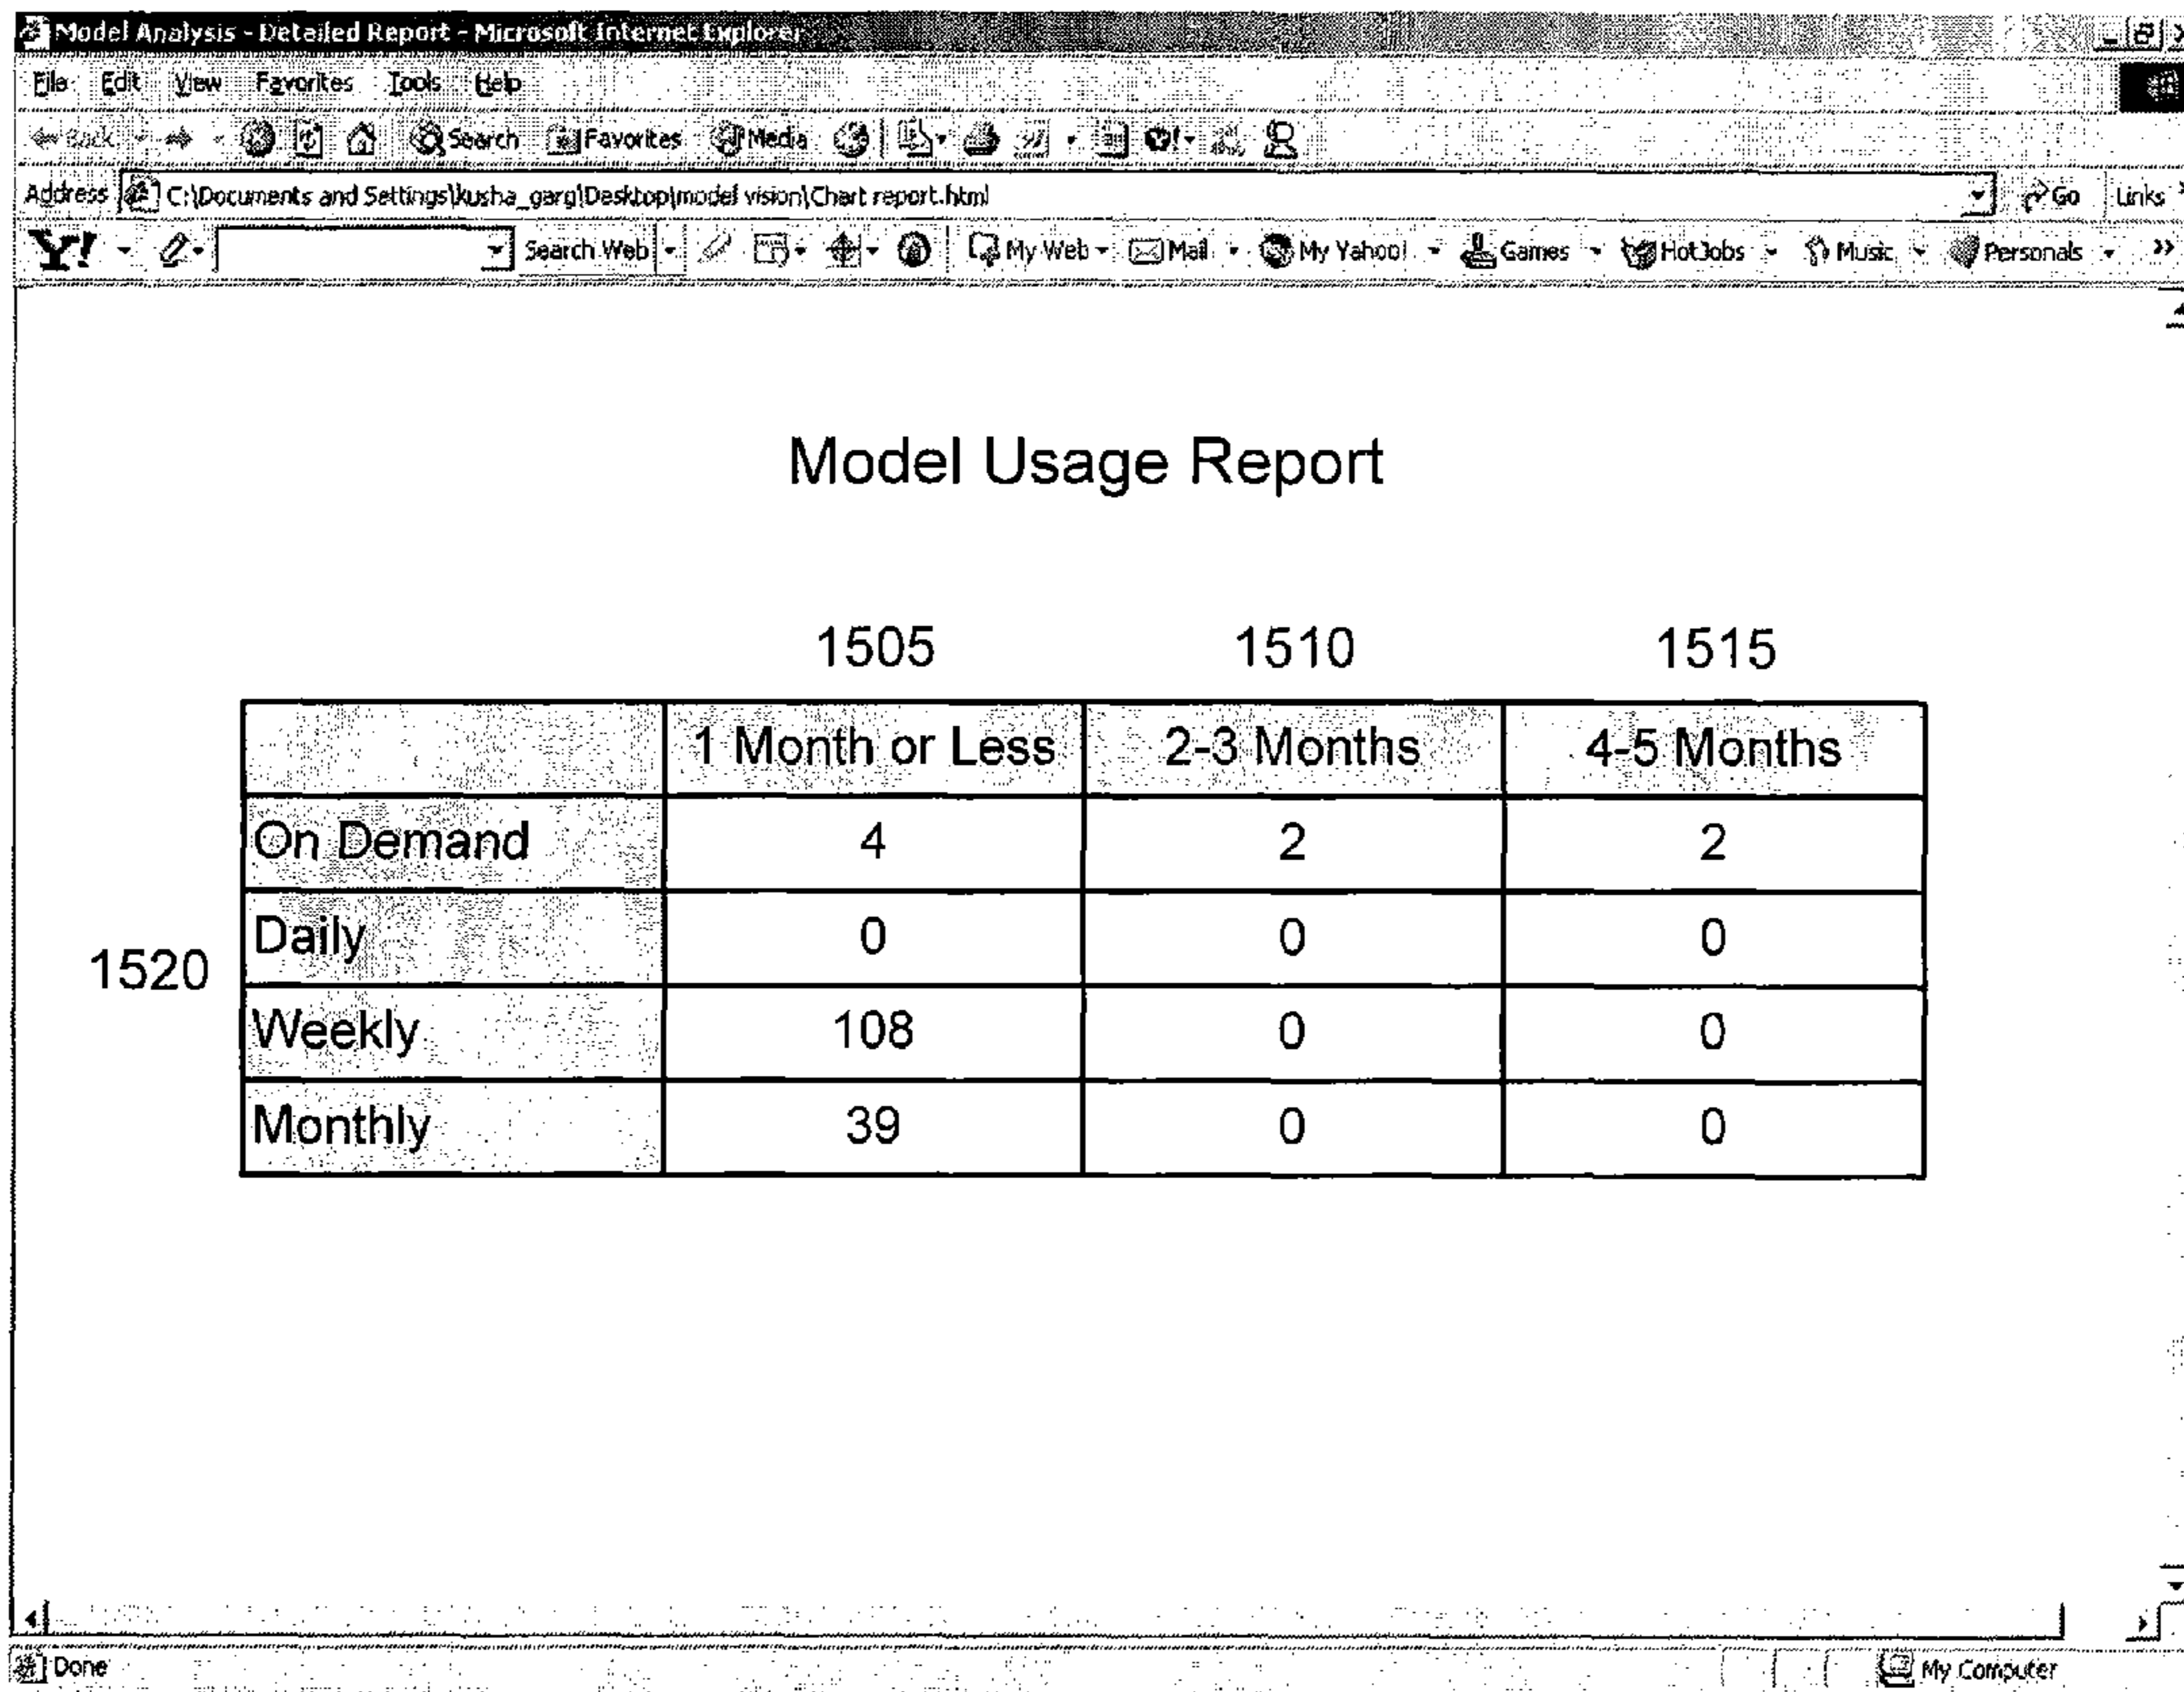 Model Analysis - Detailed Report - Microsoft Internet Explorer
File Edit View Favorites Tools Help
Back Search Favorites Media
Address C:\Documents and Settings\kusha_garg\Desktop\model vision\Chart report.html Go Links »
Y! Search Web My Web Mail My Yahoo! Games HotJobs Music Personals »
Model Usage Report
1505 1510 1515
1 Month or Less 2-3 Months 4-5 Months
On Demand 4 2 2
Daily 0 0 0
1520
Weekly 108 0 0
Monthly 39 0 0
Done My Computer